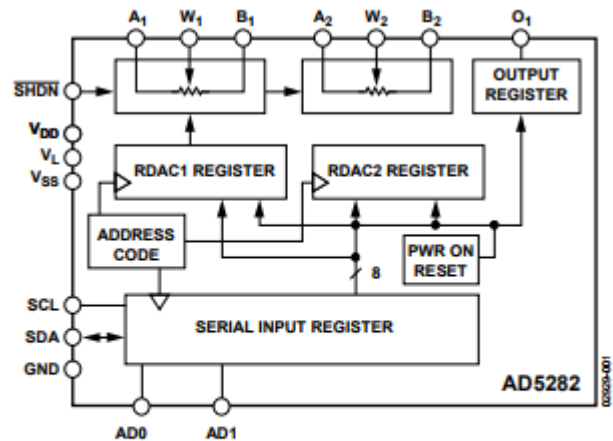 A1 W1 B1 A2 W2 B2 O1
SHDN
OUTPUT
REGISTER
VDD
VL
VSS
RDAC1 REGISTER
RDAC2 REGISTER
ADDRESS
CODE
PWR ON
RESET
8
SCL
SDA
GND
SERIAL INPUT REGISTER
AD5282
02929-001
AD0 AD1